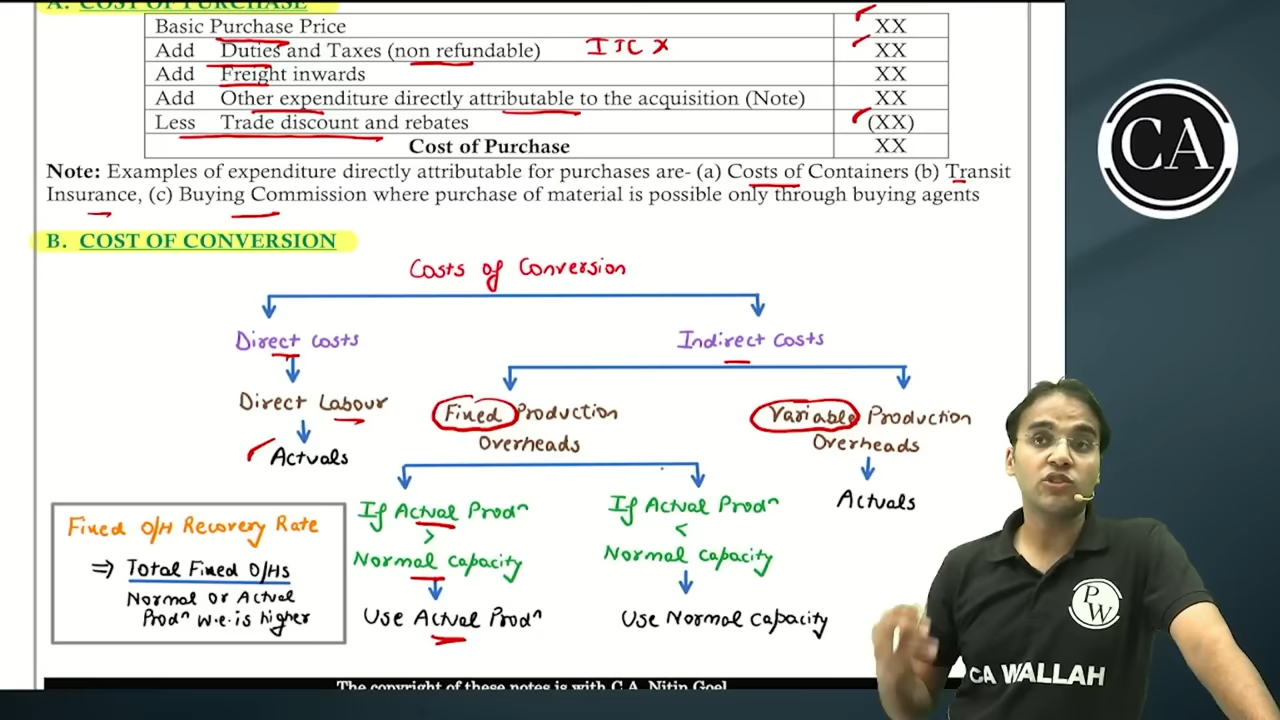 A. COST OF PURCHASE
Basic Purchase Price XX
Add Duties and Taxes (non refundable) ITC X XX
Add Freight inwards XX
Add Other expenditure directly attributable to the acquisition (Note) XX
Less Trade discount and rebates (XX)
Cost of Purchase XX
Note: Examples of expenditure directly attributable for purchases are- (a) Costs of Containers (b) Transit
Insurance, (c) Buying Commission where purchase of material is possible only through buying agents
B. COST OF CONVERSION
Costs of Conversion
Direct costs
Indirect costs
Direct Labour
Actuals
Fixed Production
Overheads
Variable Production
Overheads
Actuals
If Actual Prodⁿ
>
Normal capacity
Use Actual Prodⁿ
If Actual Prodⁿ
<
Normal capacity
Use Normal capacity
Fixed O/H Recovery Rate
⇒ Total Fixed O/Hs
Normal or Actual
Prodⁿ w.e. is higher
The copyright of these notes is with C.A. Nitin Goel
CA
PW
CA WALLAH